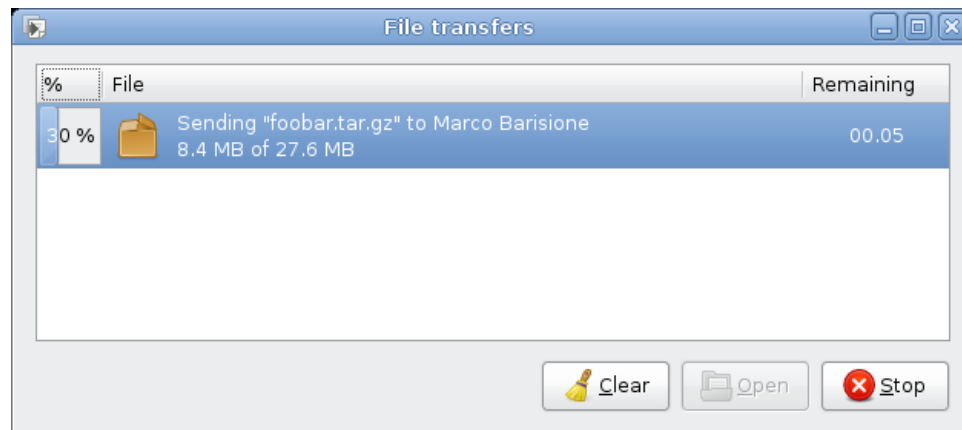 File transfers
% File Remaining
30 % Sending "foobar.tar.gz" to Marco Barisione 00.05
8.4 MB of 27.6 MB
Clear Open Stop